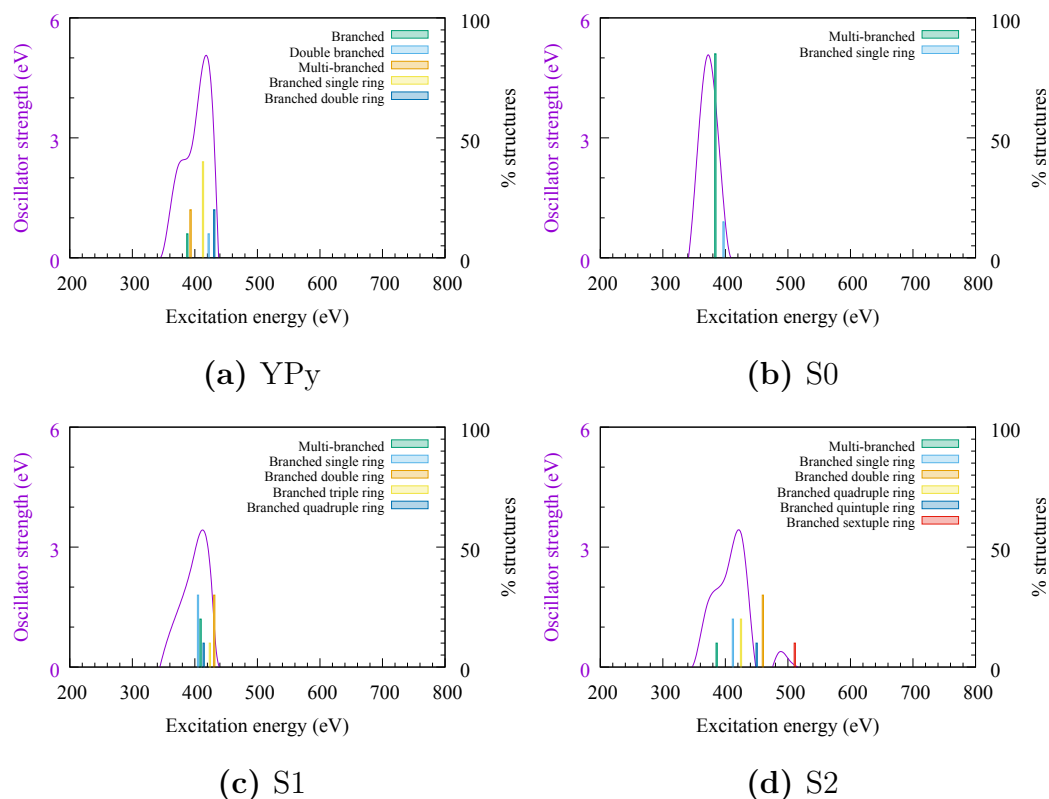 6
3
0
Oscillator strength (eV)
100
50
0
% structures
Branched
Double branched
Multi-branched
Branched single ring
Branched double ring
200 300 400 500 600 700 800
Excitation energy (eV)
(a) YPy
6
3
0
Oscillator strength (eV)
100
50
0
% structures
Multi-branched
Branched single ring
200 300 400 500 600 700 800
Excitation energy (eV)
(b) S0
6
3
0
Oscillator strength (eV)
100
50
0
% structures
Multi-branched
Branched single ring
Branched double ring
Branched triple ring
Branched quadruple ring
200 300 400 500 600 700 800
Excitation energy (eV)
(c) S1
6
3
0
Oscillator strength (eV)
100
50
0
% structures
Multi-branched
Branched single ring
Branched double ring
Branched quadruple ring
Branched quintuple ring
Branched sextuple ring
200 300 400 500 600 700 800
Excitation energy (eV)
(d) S2